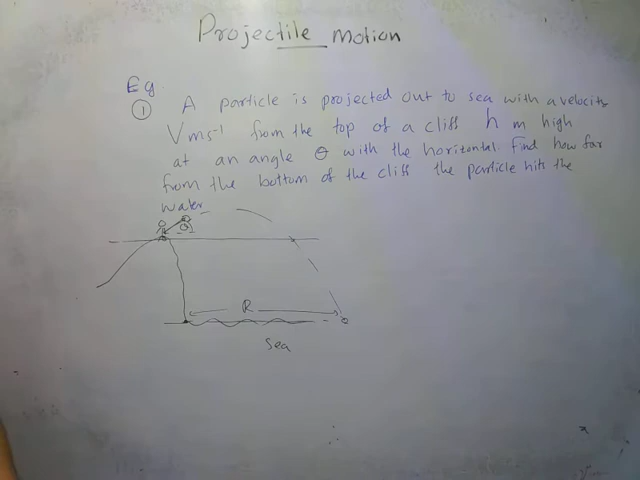 Projectile motion
Eg
① A particle is projected out to sea with a velocity
V ms⁻¹ from the top of a cliff h m high
at an angle θ with the horizontal. Find how far
from the bottom of the cliff the particle hits the
water
R
Sea